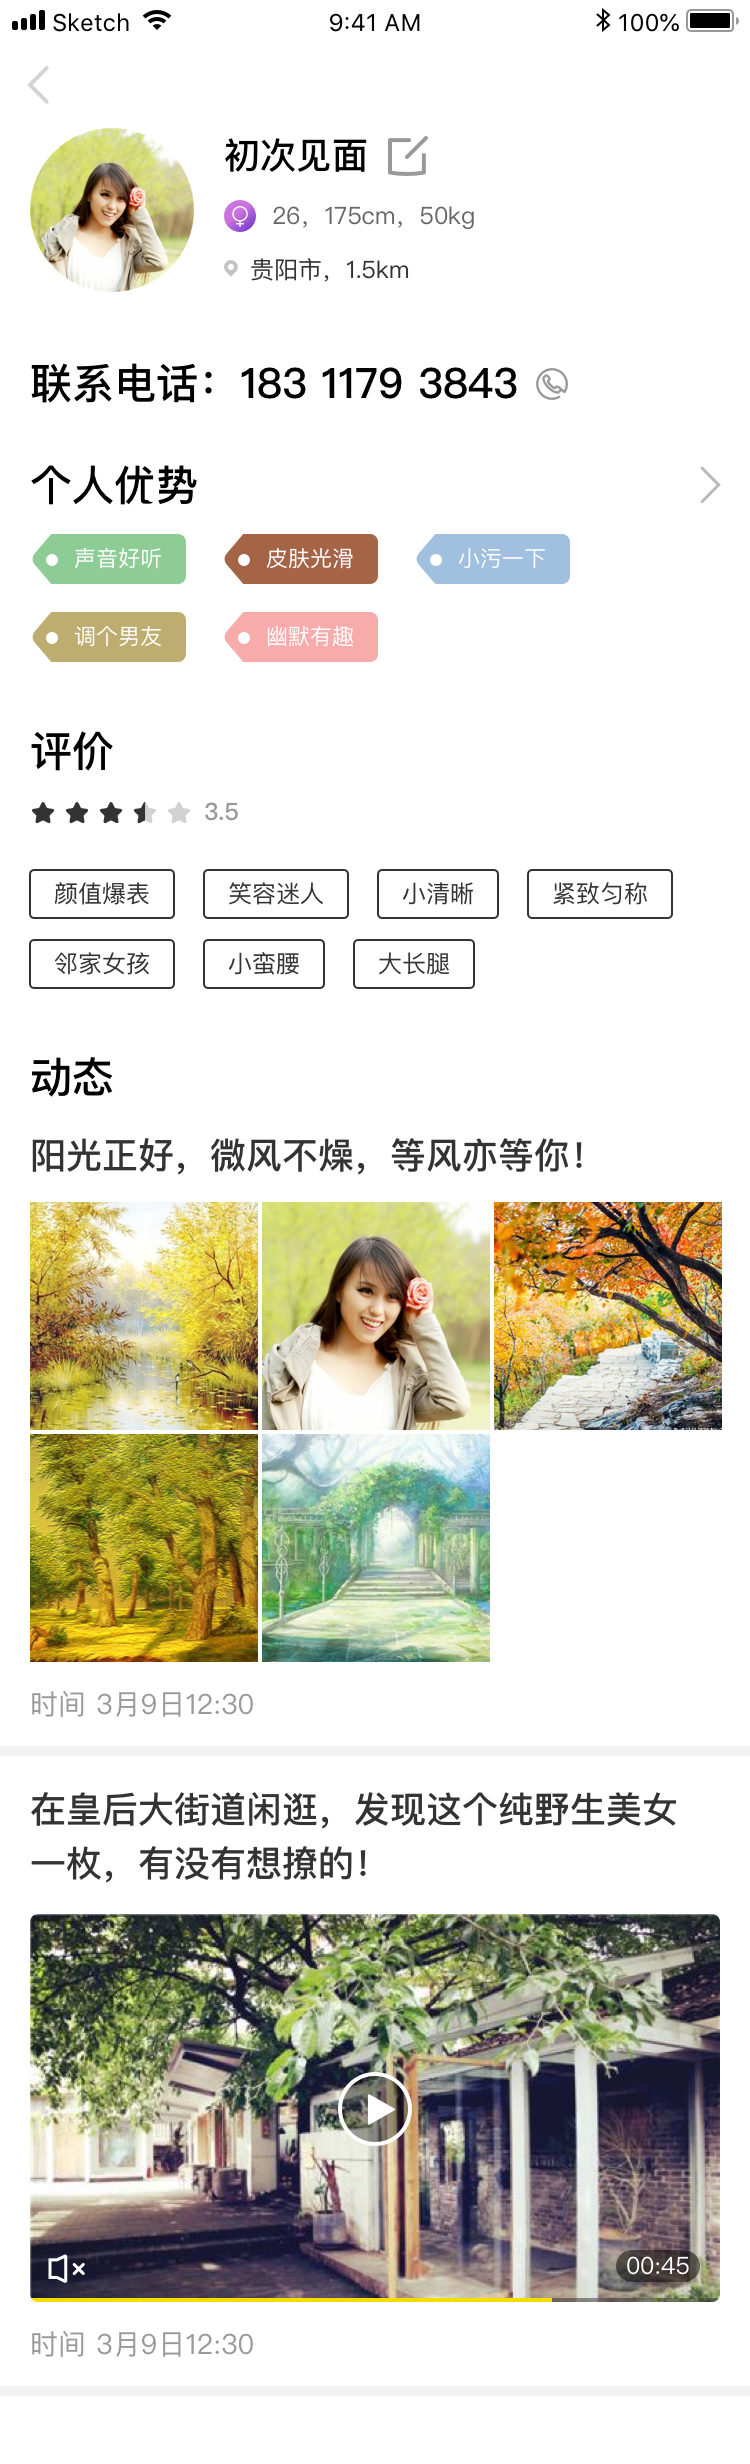 Sketch 9:41 AM 100%
初次见面
26，175cm，50kg
贵阳市，1.5km
联系电话：183 1179 3843
个人优势
声音好听 皮肤光滑 小污一下
调个男友 幽默有趣
评价
3.5
颜值爆表 笑容迷人 小清晰 紧致匀称
邻家女孩 小蛮腰 大长腿
动态
阳光正好，微风不燥，等风亦等你！
时间 3月9日12:30
在皇后大街道闲逛，发现这个纯野生美女
一枚，有没有想撩的！
00:45
时间 3月9日12:30